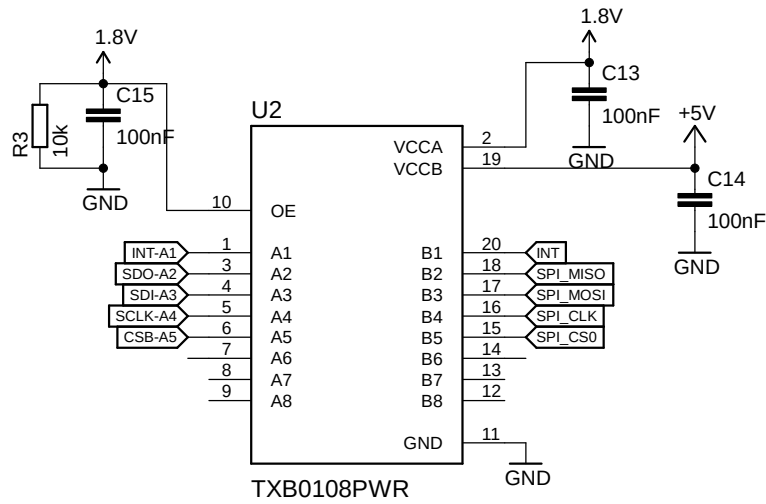 1.8V
C15
100nF
R3
10k
GND
1.8V
C13
100nF
GND
+5V
C14
100nF
GND
U2
VCCA 2
VCCB 19
10 OE
INT-A1 1 A1 B1 20 INT
SDO-A2 3 A2 B2 18 SPI_MISO
SDI-A3 4 A3 B3 17 SPI_MOSI
SCLK-A4 5 A4 B4 16 SPI_CLK
CSB-A5 6 A5 B5 15 SPI_CS0
7 A6 B6 14
8 A7 B7 13
9 A8 B8 12
GND 11
GND
TXB0108PWR